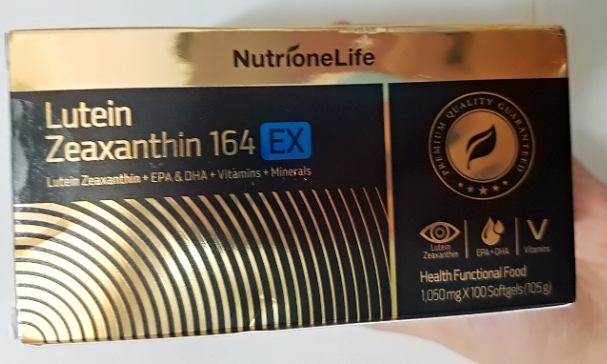 NutrioneLife
Lutein
Zeaxanthin 164 EX
Lutein Zeaxanthin + EPA & DHA + Vitamins + Minerals
PREMIUM QUALITY GUARANTEED
Lutein
Zeaxanthin
EPA+DHA
Vitamins
Health Functional Food
1,050 mg X 100 Softgels (105 g)